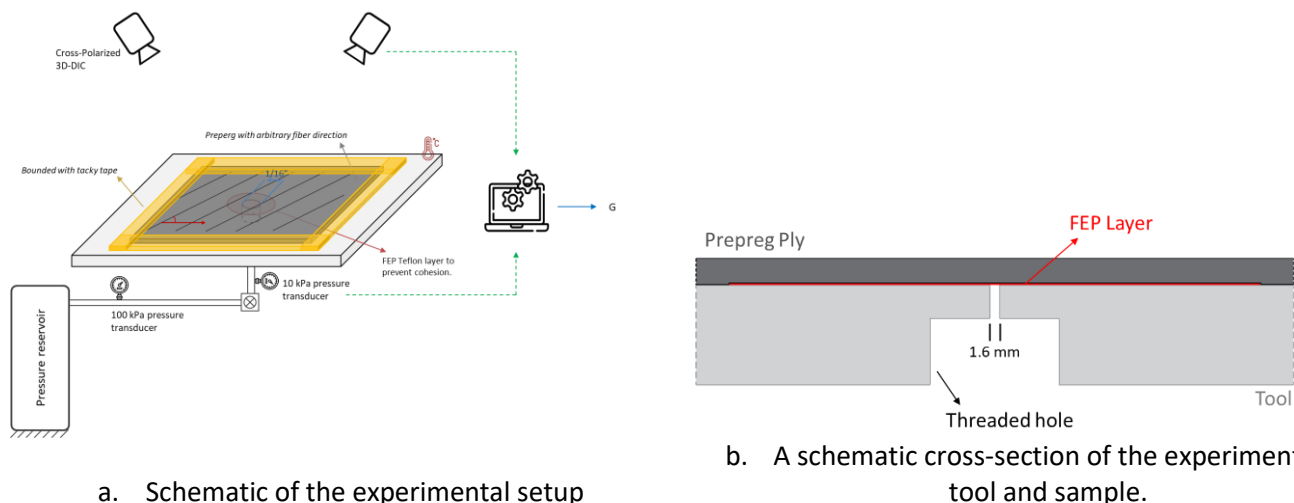 Cross-Polarized
3D-DIC
Preperg with arbitrary fiber direction
°C
Bounded with tacky tape
1/16"
G
FEP Teflon layer to
prevent cohesion.
10 kPa pressure
transducer
100 kPa pressure
transducer
Pressure reservoir
a. Schematic of the experimental setup
FEP Layer
Prepreg Ply
1.6 mm
Threaded hole
Tool
b. A schematic cross-section of the experiment
tool and sample.